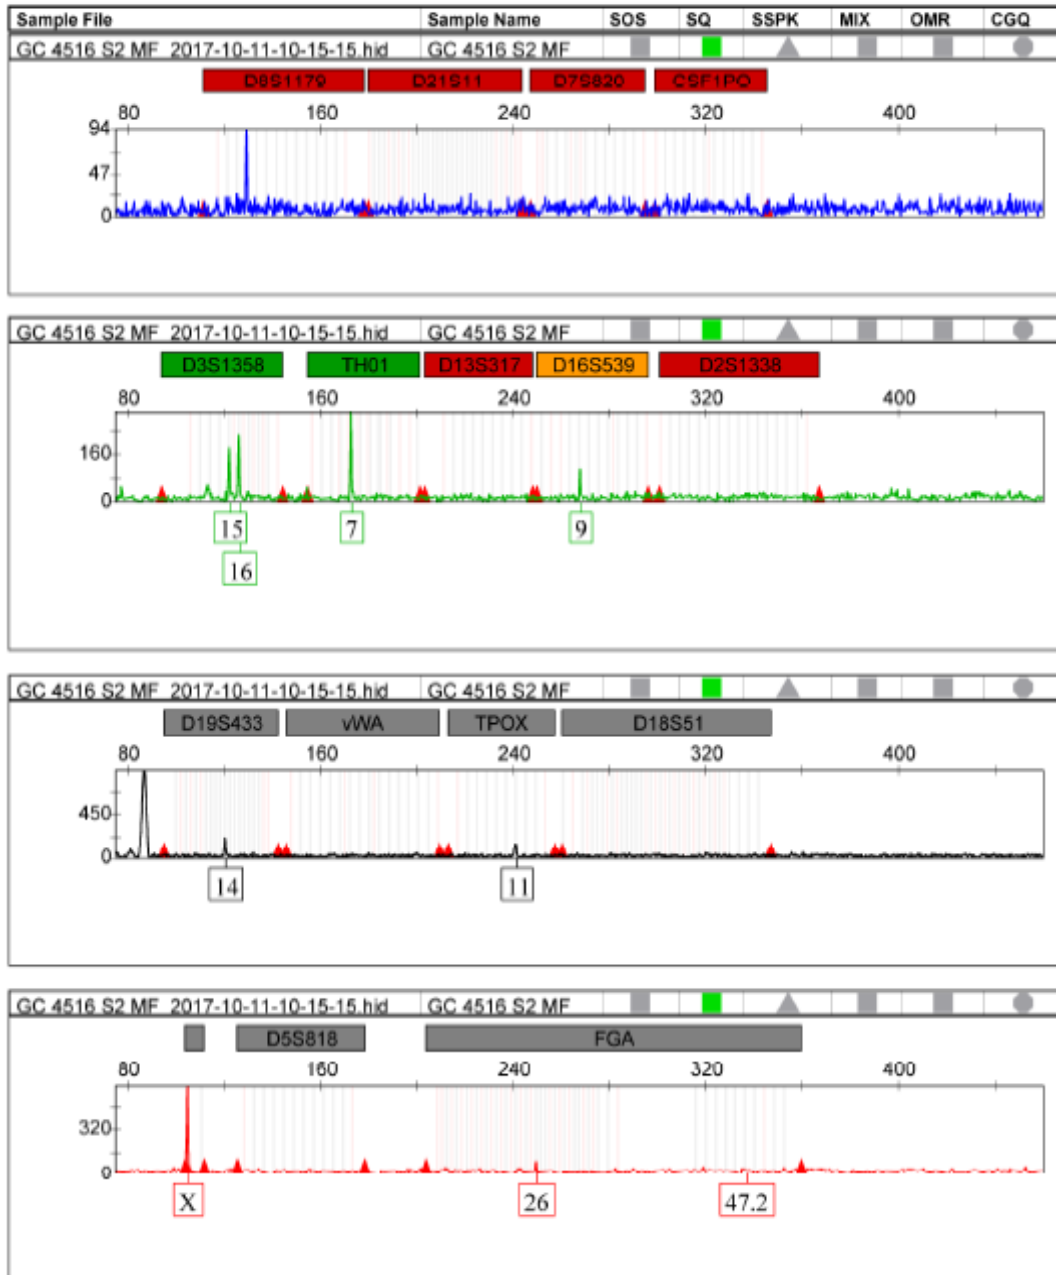 Sample File Sample Name SOS SQ SSPK MIX OMR CGQ
GC 4516 S2 MF 2017-10-11-10-15-15.hid GC 4516 S2 MF
D8S1179 D21S11 D7S820 CSF1PO
80 160 240 320 400
94
47
0
GC 4516 S2 MF 2017-10-11-10-15-15.hid GC 4516 S2 MF
D3S1358 TH01 D13S317 D16S539 D2S1338
80 160 240 320 400
160
0
15 7 9
16
GC 4516 S2 MF 2017-10-11-10-15-15.hid GC 4516 S2 MF
D19S433 vWA TPOX D18S51
80 160 240 320 400
450
0
14 11
GC 4516 S2 MF 2017-10-11-10-15-15.hid GC 4516 S2 MF
D5S818 FGA
80 160 240 320 400
320
0
X 26 47.2